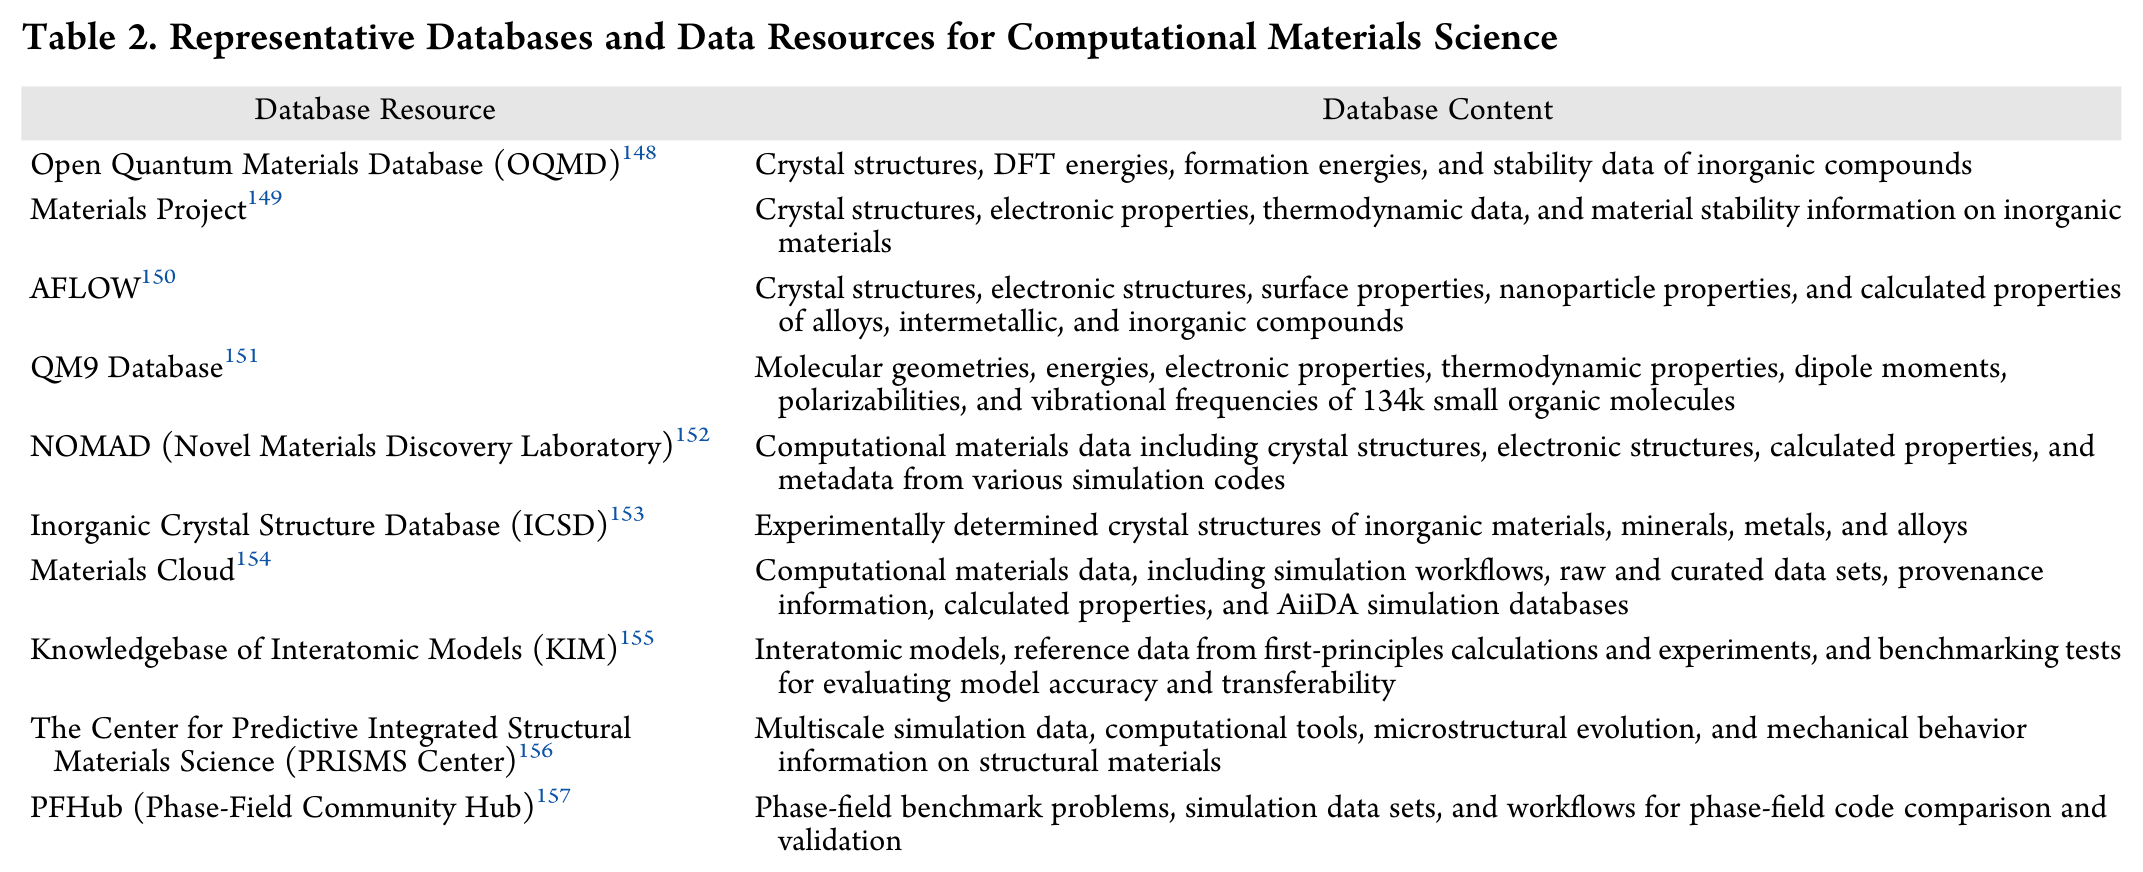 Table 2. Representative Databases and Data Resources for Computational Materials Science
Database Resource Database Content
Open Quantum Materials Database (OQMD)148 Crystal structures, DFT energies, formation energies, and stability data of inorganic compounds
Materials Project149 Crystal structures, electronic properties, thermodynamic data, and material stability information on inorganic
materials
AFLOW150 Crystal structures, electronic structures, surface properties, nanoparticle properties, and calculated properties
of alloys, intermetallic, and inorganic compounds
QM9 Database151 Molecular geometries, energies, electronic properties, thermodynamic properties, dipole moments,
polarizabilities, and vibrational frequencies of 134k small organic molecules
NOMAD (Novel Materials Discovery Laboratory)152 Computational materials data including crystal structures, electronic structures, calculated properties, and
metadata from various simulation codes
Inorganic Crystal Structure Database (ICSD)153 Experimentally determined crystal structures of inorganic materials, minerals, metals, and alloys
Materials Cloud154 Computational materials data, including simulation workflows, raw and curated data sets, provenance
information, calculated properties, and AiiDA simulation databases
Knowledgebase of Interatomic Models (KIM)155 Interatomic models, reference data from first-principles calculations and experiments, and benchmarking tests
for evaluating model accuracy and transferability
The Center for Predictive Integrated Structural Multiscale simulation data, computational tools, microstructural evolution, and mechanical behavior
Materials Science (PRISMS Center)156 information on structural materials
PFHub (Phase-Field Community Hub)157 Phase-field benchmark problems, simulation data sets, and workflows for phase-field code comparison and
validation